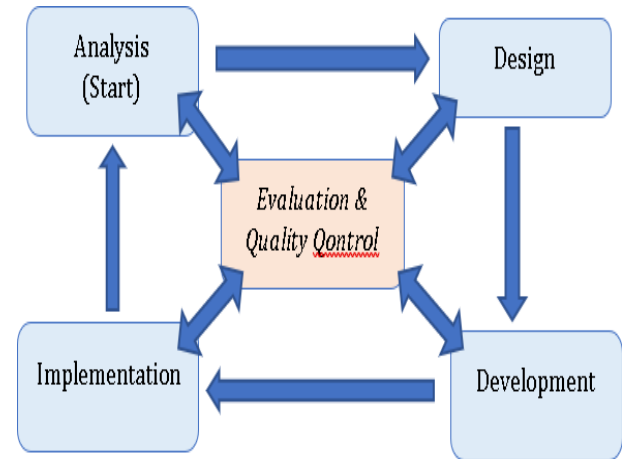 Analysis
(Start)
Design
Evaluation &
Quality Qontrol
Implementation
Development